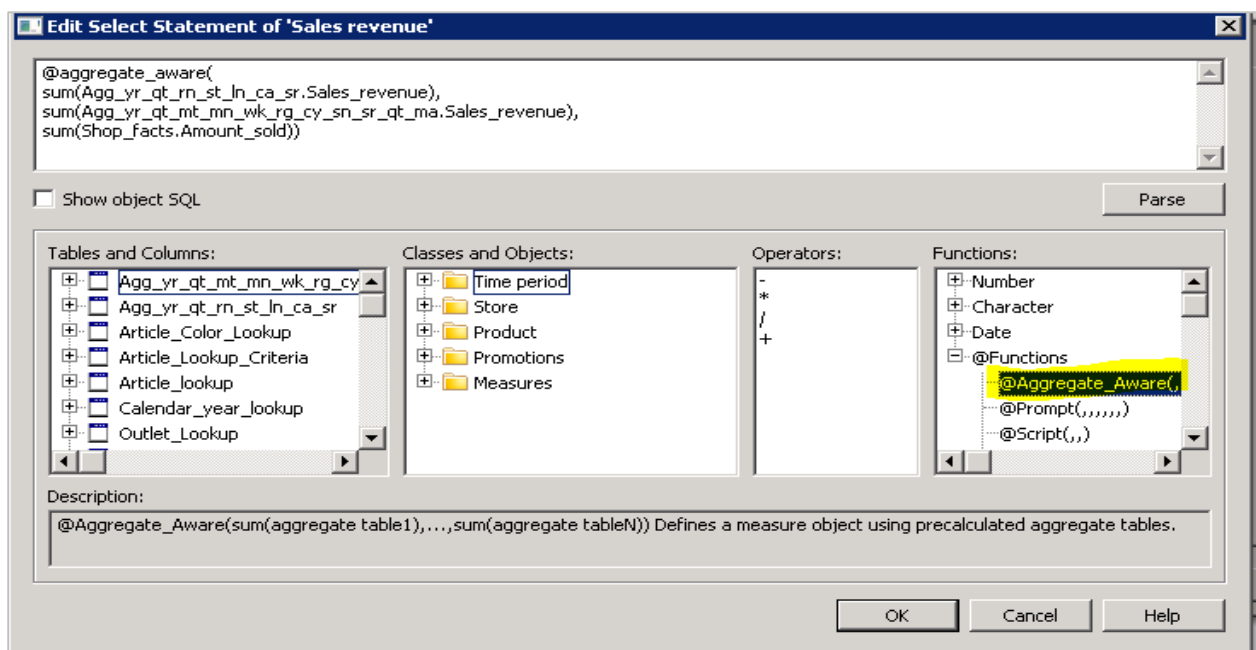 Edit Select Statement of 'Sales revenue'
@aggregate_aware(
sum(Agg_yr_qt_rn_st_ln_ca_sr.Sales_revenue),
sum(Agg_yr_qt_mt_mn_wk_rg_cy_sn_sr_qt_ma.Sales_revenue),
sum(Shop_facts.Amount_sold))
Show object SQL
Parse
Tables and Columns:
Agg_yr_qt_mt_mn_wk_rg_cy
Agg_yr_qt_rn_st_ln_ca_sr
Article_Color_Lookup
Article_Lookup_Criteria
Article_lookup
Calendar_year_lookup
Outlet_Lookup
Classes and Objects:
Time period
Store
Product
Promotions
Measures
Operators:
-
*
/
+
Functions:
Number
Character
Date
@Functions
@Aggregate_Aware(,
@Prompt(,,,,,,)
@Script(,,)
Description:
@Aggregate_Aware(sum(aggregate table1),...,sum(aggregate tableN)) Defines a measure object using precalculated aggregate tables.
OK
Cancel
Help